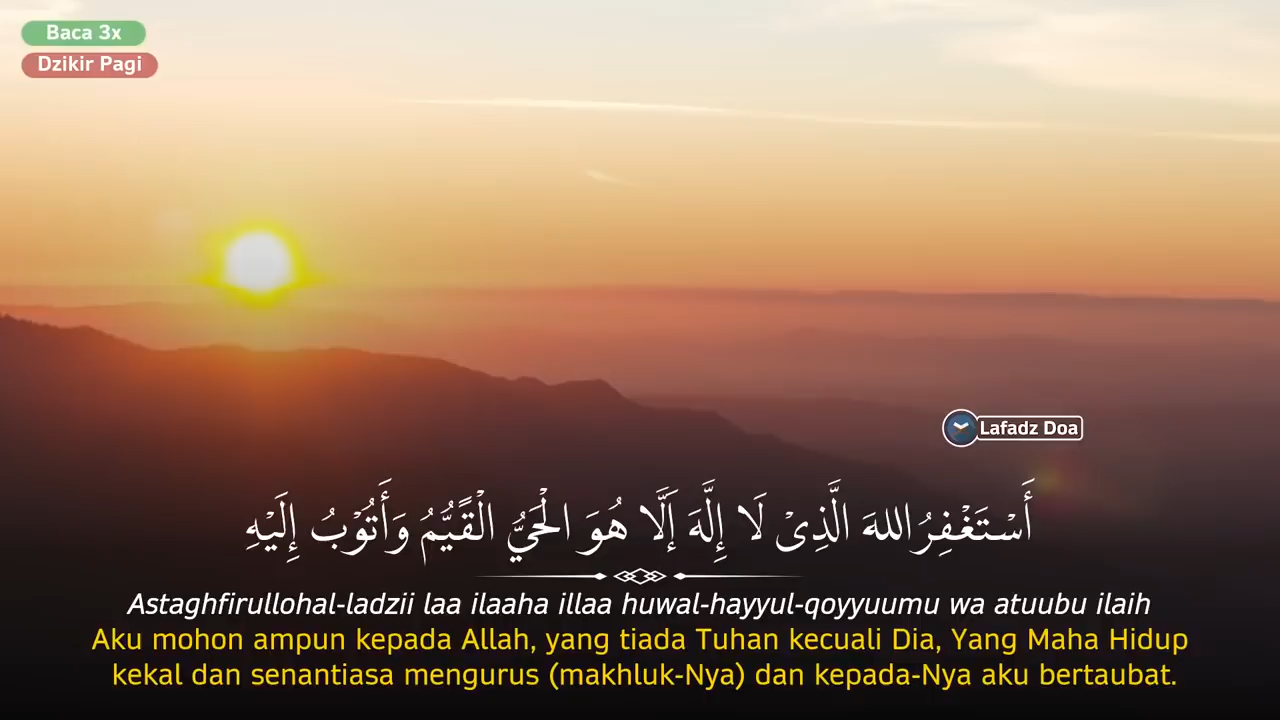 Baca 3x
Dzikir Pagi
Lafadz Doa
أَسْتَغْفِرُ اللهَ الَّذِىْ لَا إِلَّهَ إَلَّا هُوَ الْحَيُّ الْقًيُّمُ وَأَتُوْبُ إِلَيْهِ
Astaghfirullohal-ladzii laa ilaaha illaa huwal-hayyul-qoyyuumu wa atuubu ilaih
Aku mohon ampun kepada Allah, yang tiada Tuhan kecuali Dia, Yang Maha Hidup
kekal dan senantiasa mengurus (makhluk-Nya) dan kepada-Nya aku bertaubat.